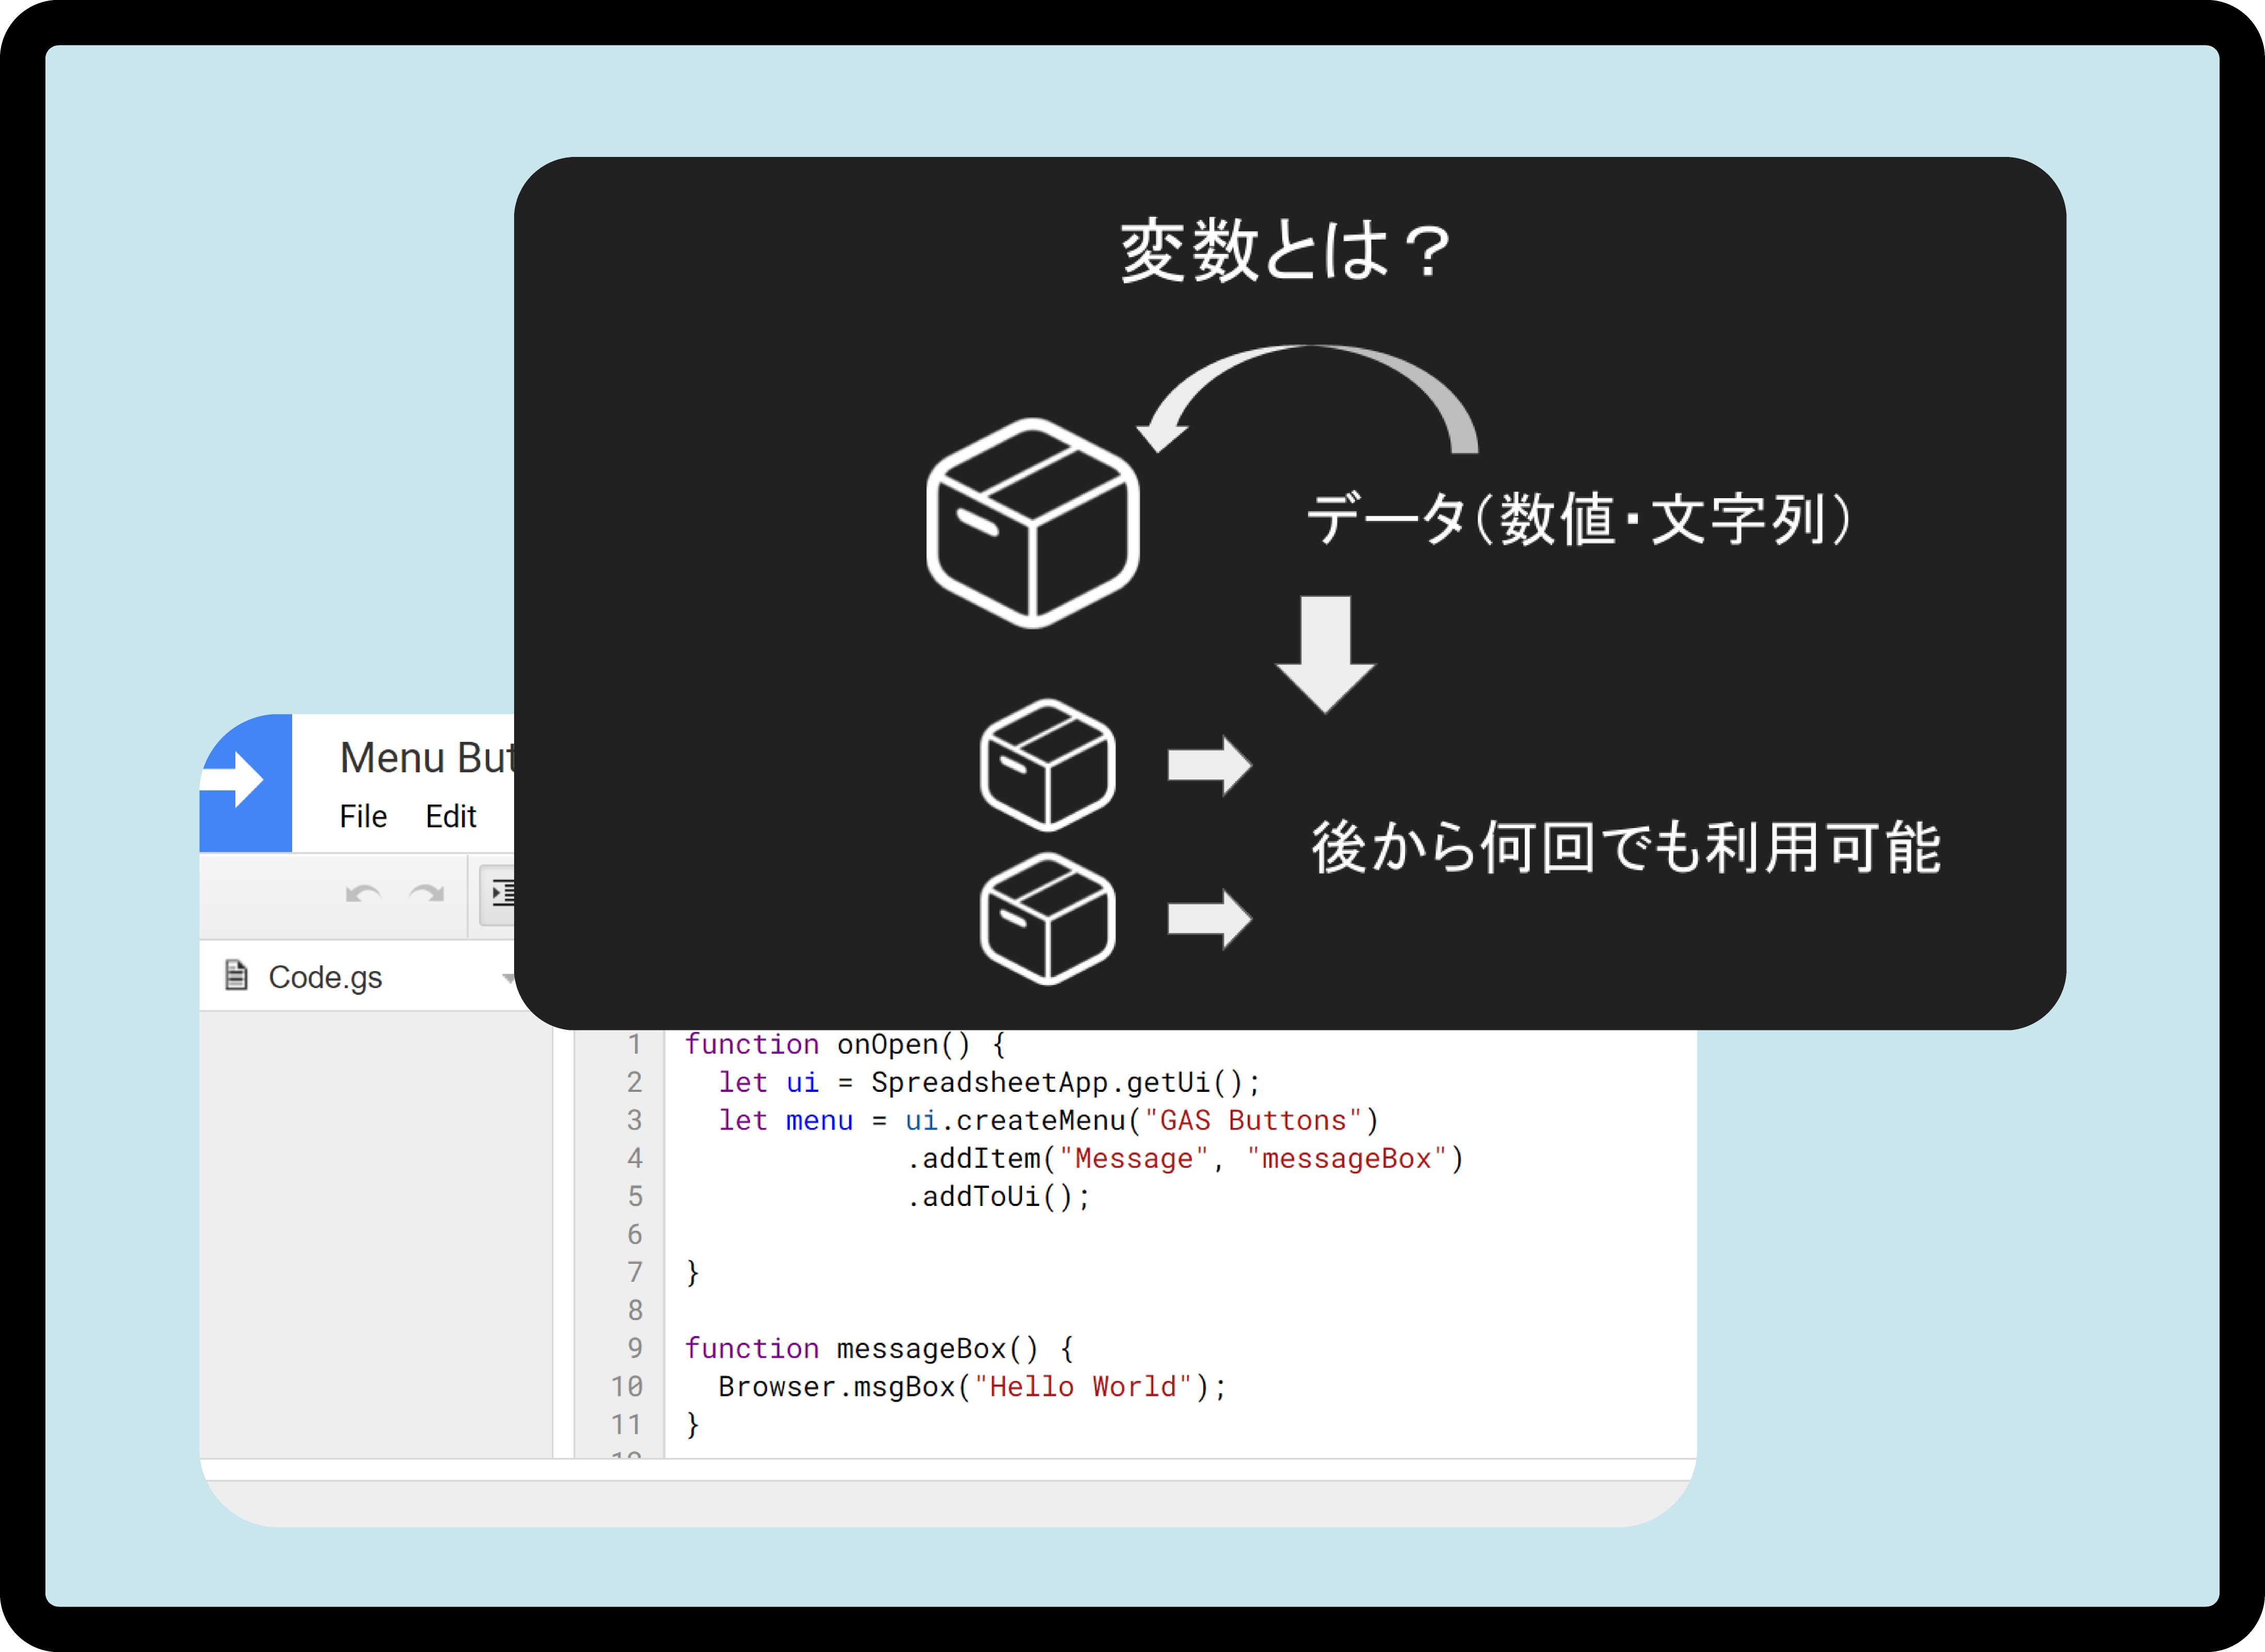 変数とは？
データ（数値・文字列）
後から何回でも利用可能
Menu But
File Edit
Code.gs
1 function onOpen() {
2 let ui = SpreadsheetApp.getUi();
3 let menu = ui.createMenu("GAS Buttons")
4 .addItem("Message", "messageBox")
5 .addToUi();
6
7 }
8
9 function messageBox() {
10 Browser.msgBox("Hello World");
11 }